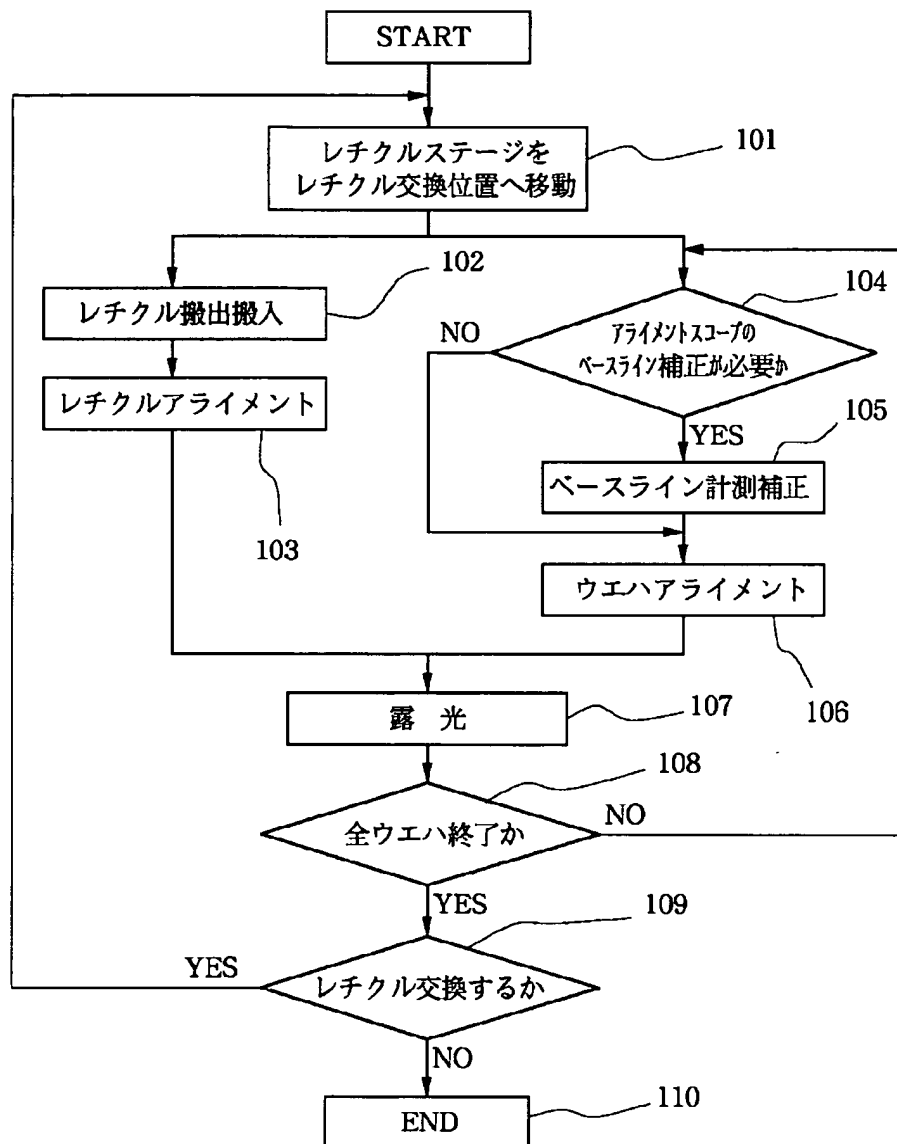 START
レチクルステージを
レチクル交換位置へ移動
101
レチクル搬出搬入
102
レチクルアライメント
103
アライメントスコープの
ベースライン補正が必要か
104
NO
YES
ベースライン計測補正
105
ウエハアライメント
106
露 光
107
全ウエハ終了か
108
NO
YES
レチクル交換するか
109
YES
NO
END
110